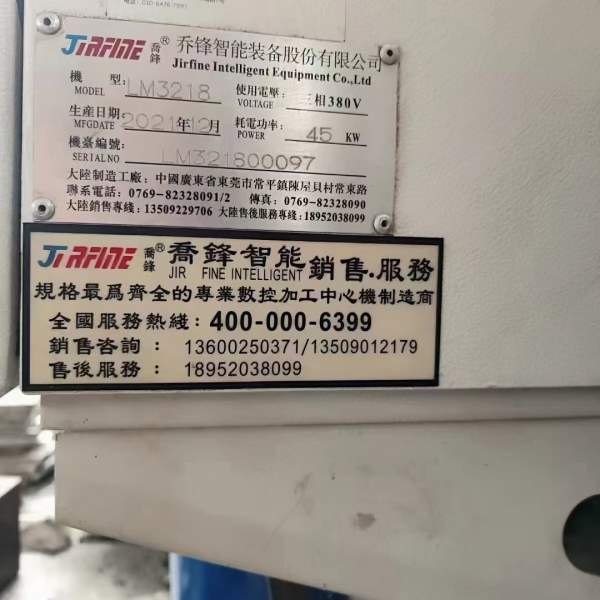 JIRFINE® 喬鋒 乔锋智能装备股份有限公司
Jirfine Intelligent Equipment Co.,Ltd
機型: LM3218 使用電壓: 三相380V
MODEL VOLTAGE
生産日期: 2021年12月 耗電功率: 45 KW
MFGDATE POWER
機臺編號: LM321800097
SERIAL NO
大陸制造工廠: 中國廣東省東莞市常平鎮陳屋貝村常東路
聯系電話: 0769-82328091/2 傳真: 0769-82328090
大陸銷售專綫: 13509229706 大陸售後服務專綫: 18952038099
JIRFINE® 喬鋒 喬鋒智能 銷售.服務
JIR FINE INTELLIGENT
規格最爲齊全的專業數控加工中心機制造商
全國服務熱綫: 400-000-6399
銷售咨詢: 13600250371/13509012179
售後服務: 18952038099